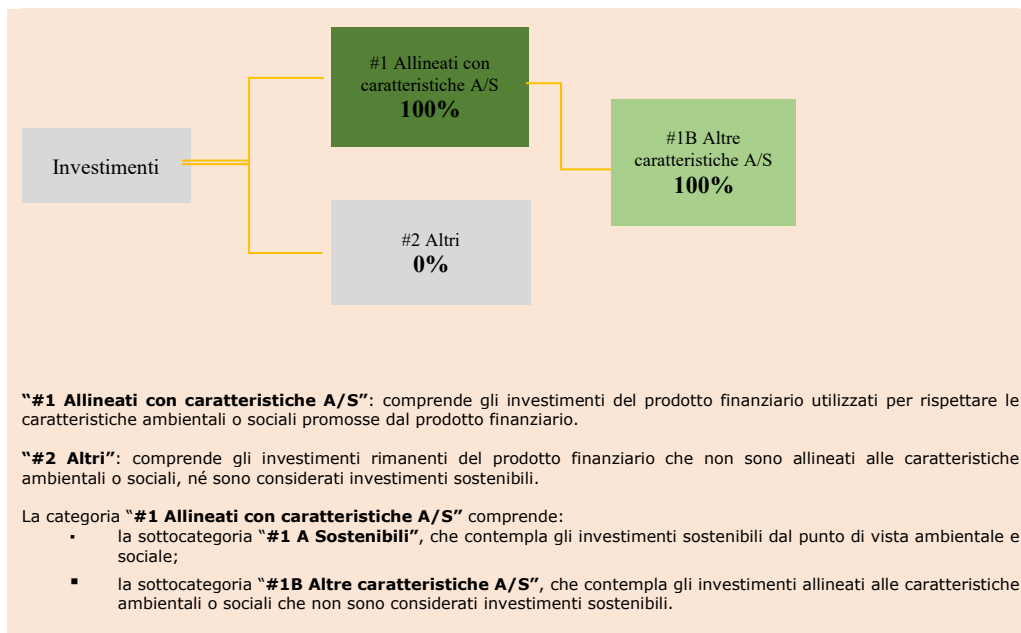 #1 Allineati con
caratteristiche A/S
100%
#1B Altre
caratteristiche A/S
100%
Investimenti
#2 Altri
0%
“#1 Allineati con caratteristiche A/S”: comprende gli investimenti del prodotto finanziario utilizzati per rispettare le
caratteristiche ambientali o sociali promosse dal prodotto finanziario.
“#2 Altri”: comprende gli investimenti rimanenti del prodotto finanziario che non sono allineati alle caratteristiche
ambientali o sociali, né sono considerati investimenti sostenibili.
La categoria “#1 Allineati con caratteristiche A/S” comprende:
▪ la sottocategoria “#1 A Sostenibili”, che contempla gli investimenti sostenibili dal punto di vista ambientale e
sociale;
▪ la sottocategoria “#1B Altre caratteristiche A/S”, che contempla gli investimenti allineati alle caratteristiche
ambientali o sociali che non sono considerati investimenti sostenibili.